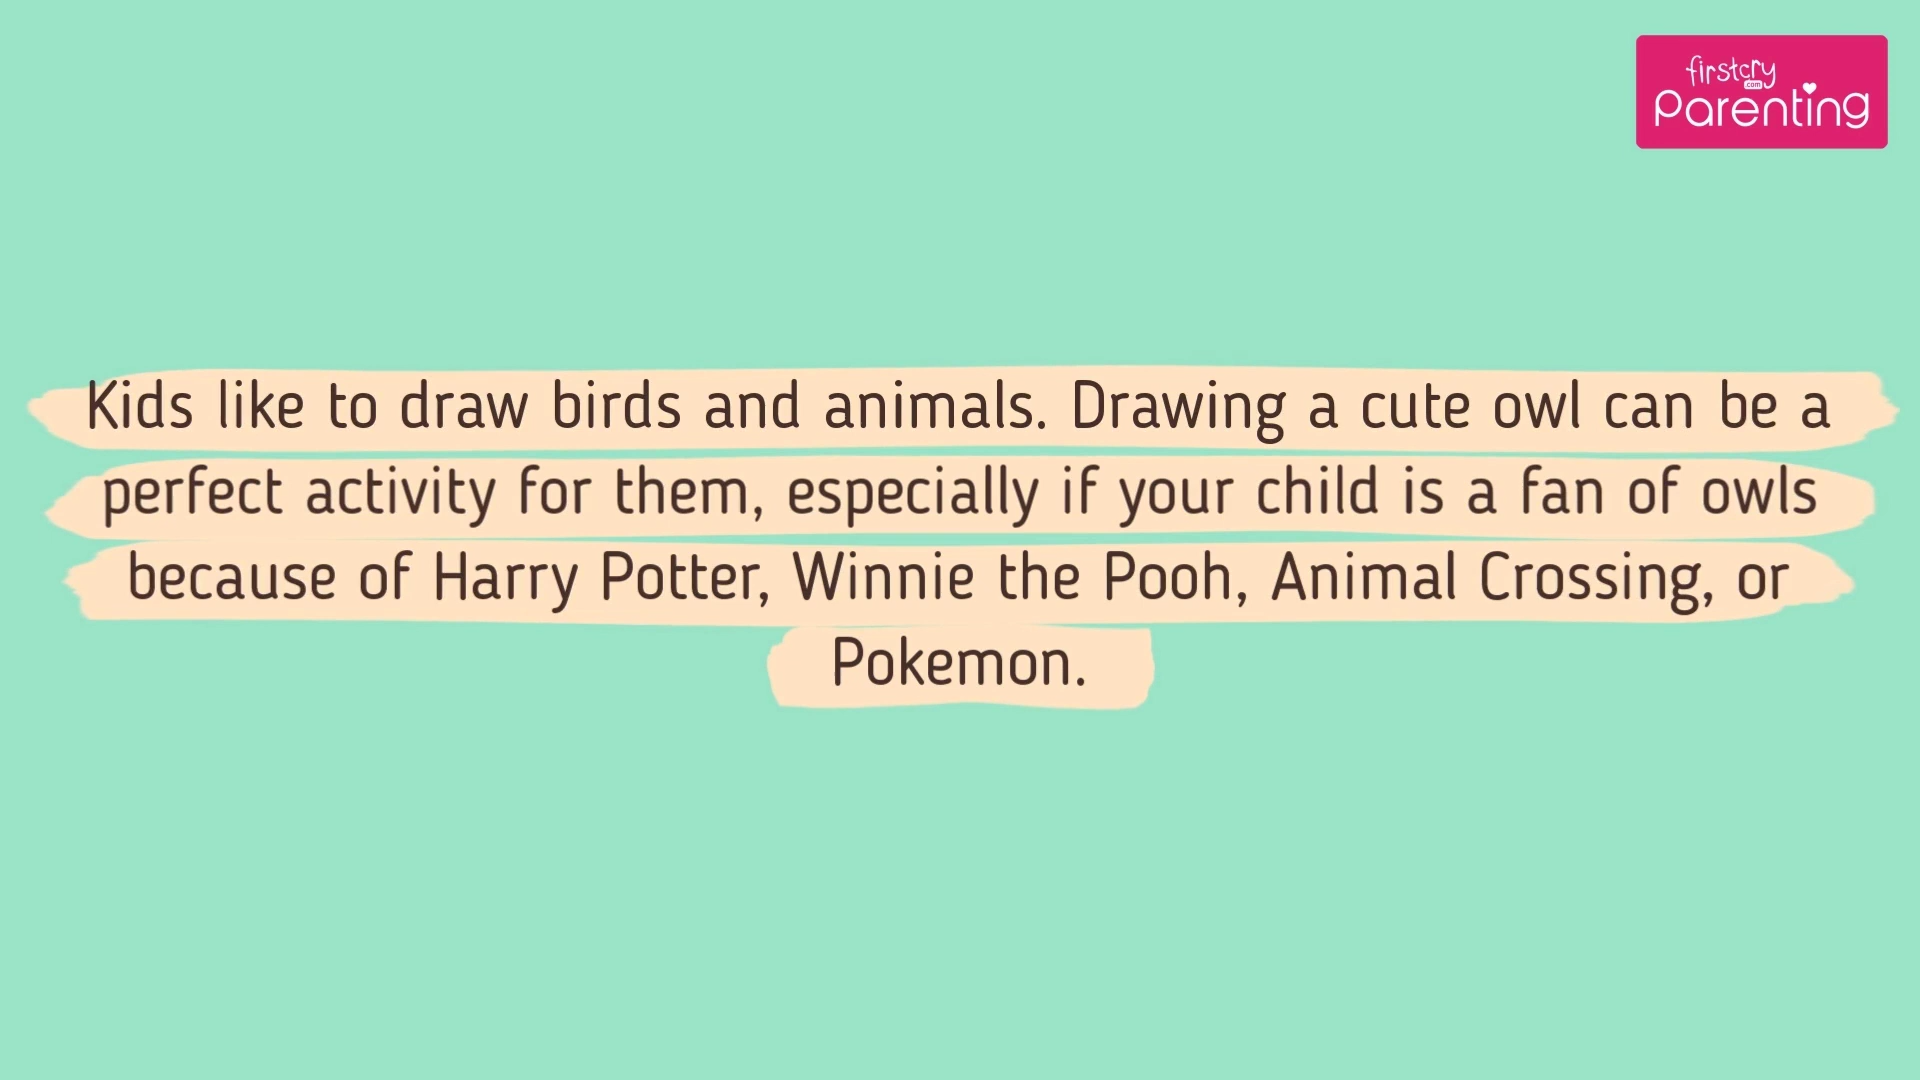 firstcry
.com
Parenting
Kids like to draw birds and animals. Drawing a cute owl can be a
perfect activity for them, especially if your child is a fan of owls
because of Harry Potter, Winnie the Pooh, Animal Crossing, or
Pokemon.